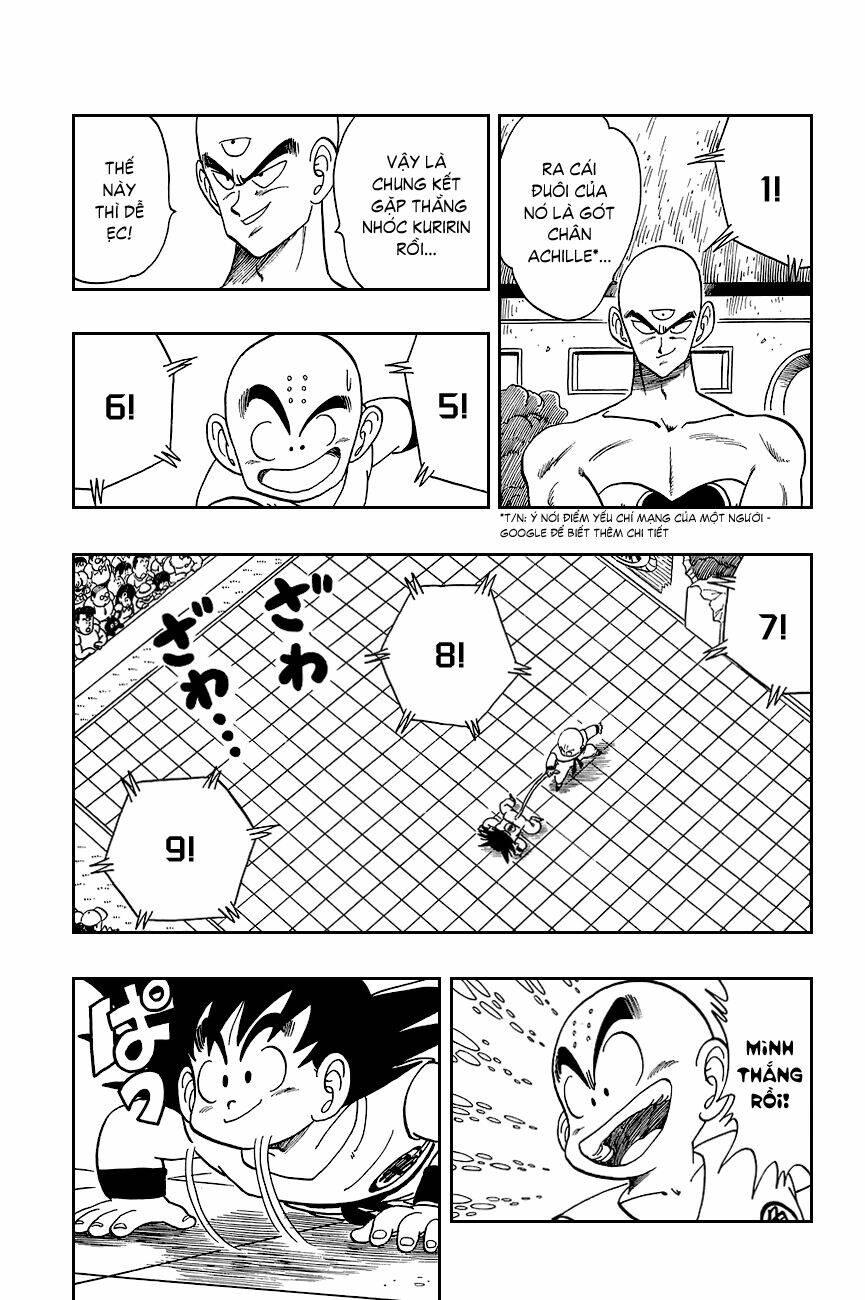 1!
RA CÁI
ĐUÔI CỦA
NÓ LÀ GÓT
CHÂN
ACHILLE*...
VẬY LÀ
CHUNG KẾT
GẶP THẰNG
NHÓC KURIRIN
RỒI...
THẾ
NÀY
THÌ DỄ
ẸC!
5!
6!
*T/N: Ý NÓI ĐIỂM YẾU CHÍ MẠNG CỦA MỘT NGƯỜI -
GOOGLE ĐỂ BIẾT THÊM CHI TIẾT
7!
8!
ざわ
ざわ...
9!
MÌNH
THẮNG
RỒI!
ぱっ